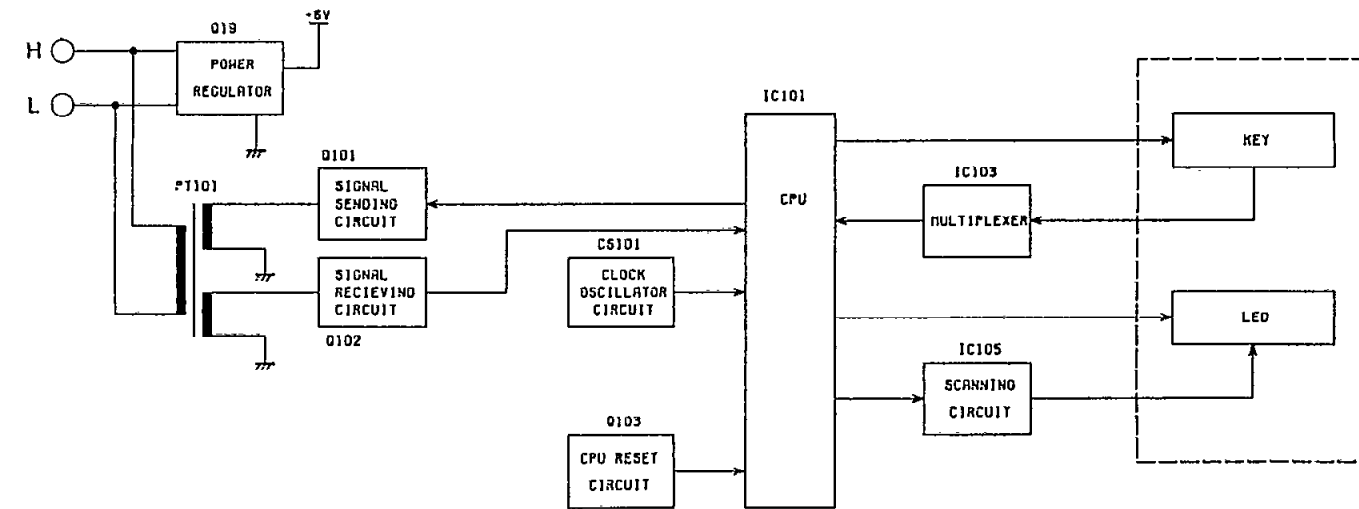 Q19
+5V
H
POWER
REGULATOR
L
IC101
Q101
PT101
SIGNAL
SENDING
CIRCUIT
CPU
KEY
IC103
MULTIPLEXER
CS101
SIGNAL
RECIEVING
CIRCUIT
CLOCK
OSCILLATOR
CIRCUIT
LED
Q102
IC105
SCANNING
CIRCUIT
Q103
CPU RESET
CIRCUIT